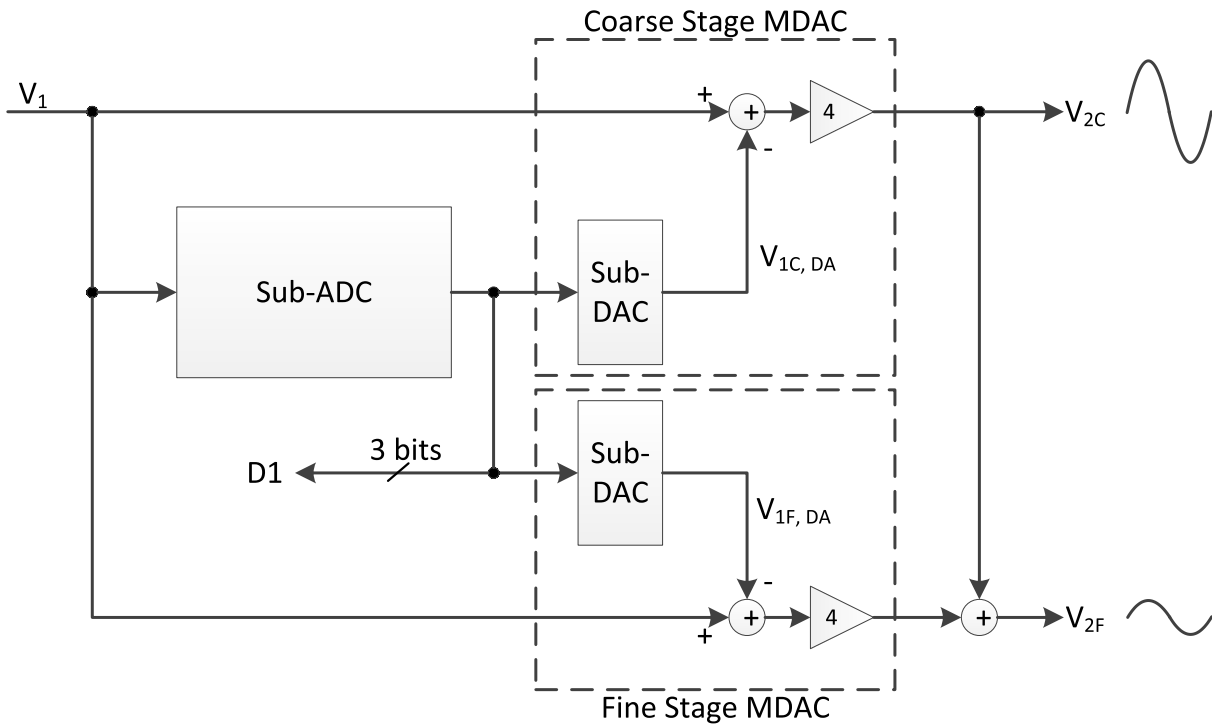 Coarse Stage MDAC
V1
+
+
4
V2C
-
V1C, DA
Sub-ADC
Sub-
DAC
3 bits
D1
Sub-
DAC
V1F, DA
-
+
+
4
+
V2F
Fine Stage MDAC